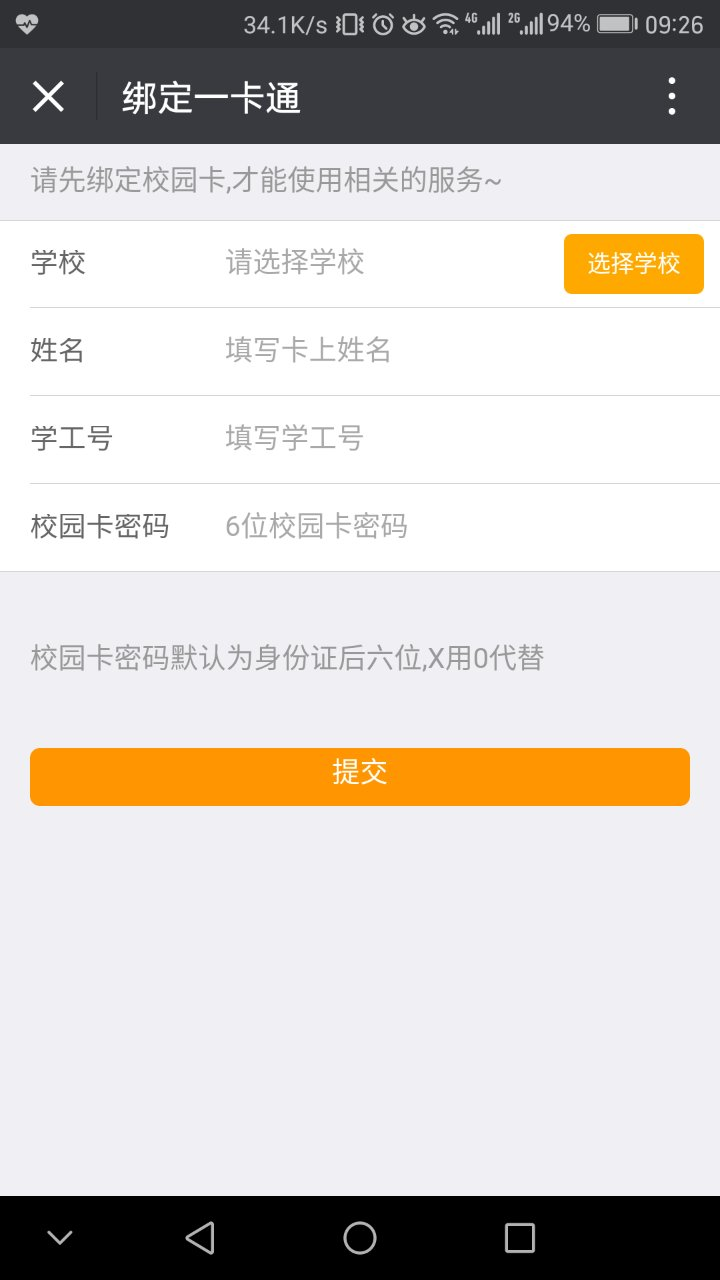 34.1K/s 4G 2G 94% 09:26
绑定一卡通
请先绑定校园卡,才能使用相关的服务~
学校 请选择学校 选择学校
姓名 填写卡上姓名
学工号 填写学工号
校园卡密码 6位校园卡密码
校园卡密码默认为身份证后六位,X用0代替
提交